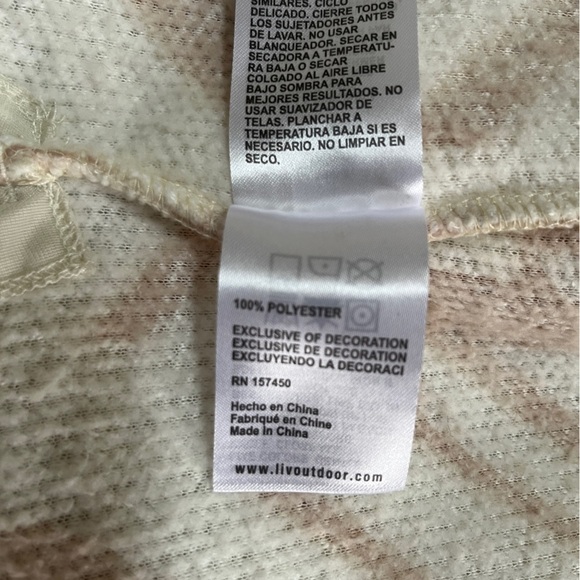 SIMILARES. CICLO
DELICADO. CIERRE TODOS
LOS SUJETADORES ANTES
DE LAVAR. NO USAR
BLANQUEADOR. SECAR EN
SECADORA A TEMPERATU-
RA BAJA O SECAR
COLGADO AL AIRE LIBRE
BAJO SOMBRA PARA
MEJORES RESULTADOS. NO
USAR SUAVIZADOR DE
TELAS. PLANCHAR A
TEMPERATURA BAJA SI ES
NECESARIO. NO LIMPIAR EN
SECO.
100% POLYESTER
EXCLUSIVE OF DECORATION
EXCLUSIVE DE DECORATION
EXCLUYENDO LA DECORACI
RN 157450
Hecho en China
Fabriqué en Chine
Made in China
www.livoutdoor.com